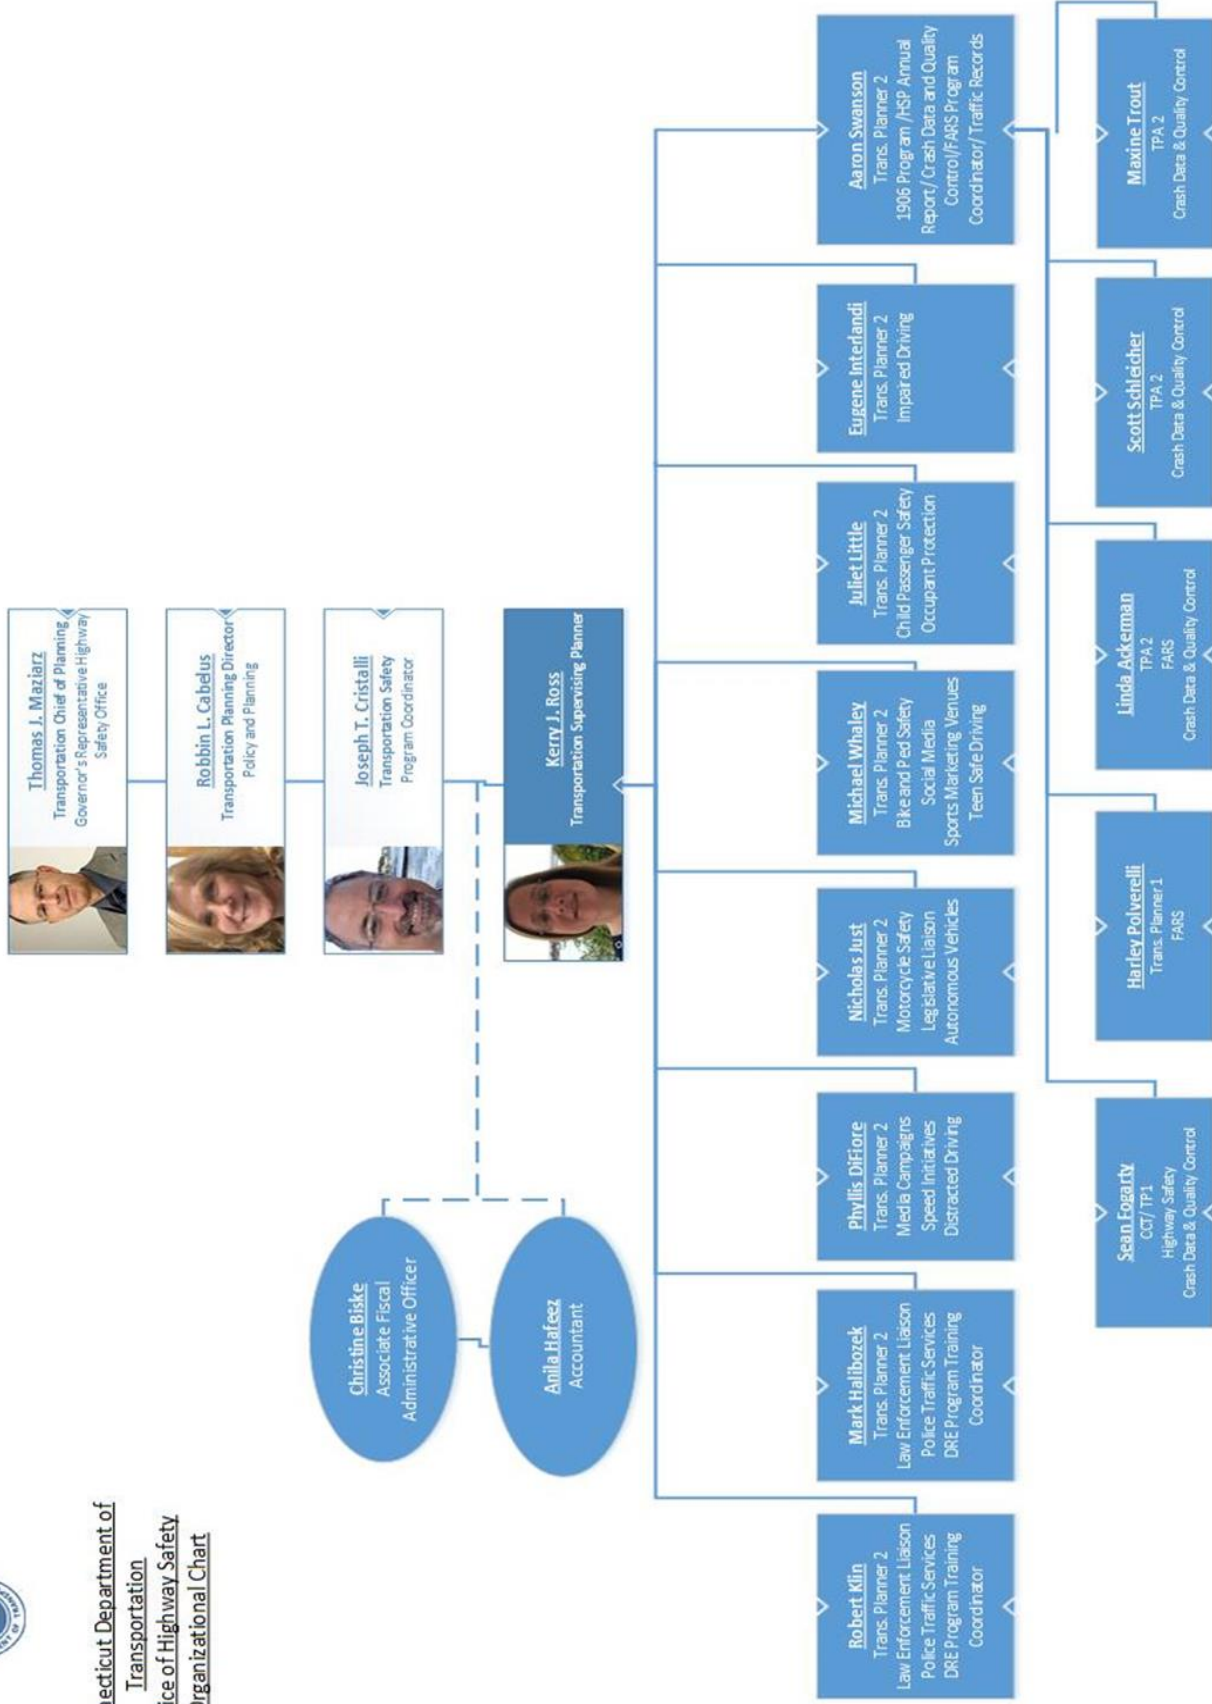 necticut Department of
Transportation
ice of Highway Safety
Organizational Chart
Thomas J. Maziarz
Transportation Chief of Planning
Governor's Representative Highway
Safety Office
Robbin L. Cabelus
Transportation Planning Director
Policy and Planning
Joseph T. Cristalli
Transportation Safety
Program Coordinator
Kerry J. Ross
Transportation Supervising Planner
Christine Biske
Associate Fiscal
Administrative Officer
Anila Hafeez
Accountant
Robert Klin
Trans. Planner 2
Law Enforcement Liaison
Police Traffic Services
DRE Program Training
Coordinator
Mark Halibozek
Trans. Planner 2
Law Enforcement Liaison
Police Traffic Services
DRE Program Training
Coordinator
Phyllis DiFiore
Trans. Planner 2
Media Campaigns
Speed Initiatives
Distracted Driving
Nicholas Just
Trans. Planner 2
Motorcycle Safety
Legislative Liaison
Autonomous Vehicles
Michael Whaley
Trans. Planner 2
Bike and Ped Safety
Social Media
Sports Marketing Venues
Teen Safe Driving
Juliet Little
Trans. Planner 2
Child Passenger Safety
Occupant Protection
Eugene Interlandi
Trans. Planner 2
Impaired Driving
Aaron Swanson
Trans. Planner 2
1906 Program /HSP Annual
Report/ Crash Data and Quality
Control/FARS Program
Coordinator/ Traffic Records
Sean Fogarty
CCT/ TP1
Highway Safety
Crash Data & Quality Control
Harley Polverelli
Trans. Planner 1
FARS
Linda Ackerman
TPA 2
FARS
Crash Data & Quality Control
Scott Schleicher
TPA 2
Crash Data & Quality Control
Maxine Trout
TPA 2
Crash Data & Quality Control